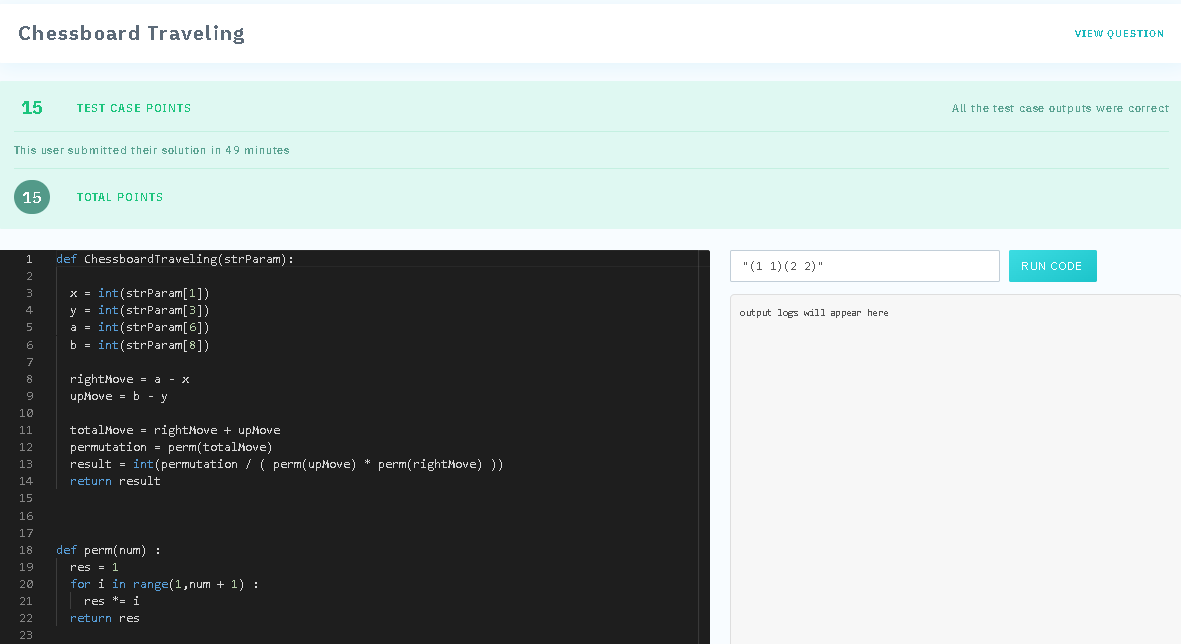 Chessboard Traveling
VIEW QUESTION
15 TEST CASE POINTS All the test case outputs were correct
This user submitted their solution in 49 minutes
15 TOTAL POINTS
1 def ChessboardTraveling(strParam):
2
3 x = int(strParam[1])
4 y = int(strParam[3])
5 a = int(strParam[6])
6 b = int(strParam[8])
7
8 rightMove = a - x
9 upMove = b - y
10
11 totalMove = rightMove + upMove
12 permutation = perm(totalMove)
13 result = int(permutation / ( perm(upMove) * perm(rightMove) ))
14 return result
15
16
17
18 def perm(num) :
19 res = 1
20 for i in range(1,num + 1) :
21 res *= i
22 return res
23
"(1 1)(2 2)"
RUN CODE
output logs will appear here